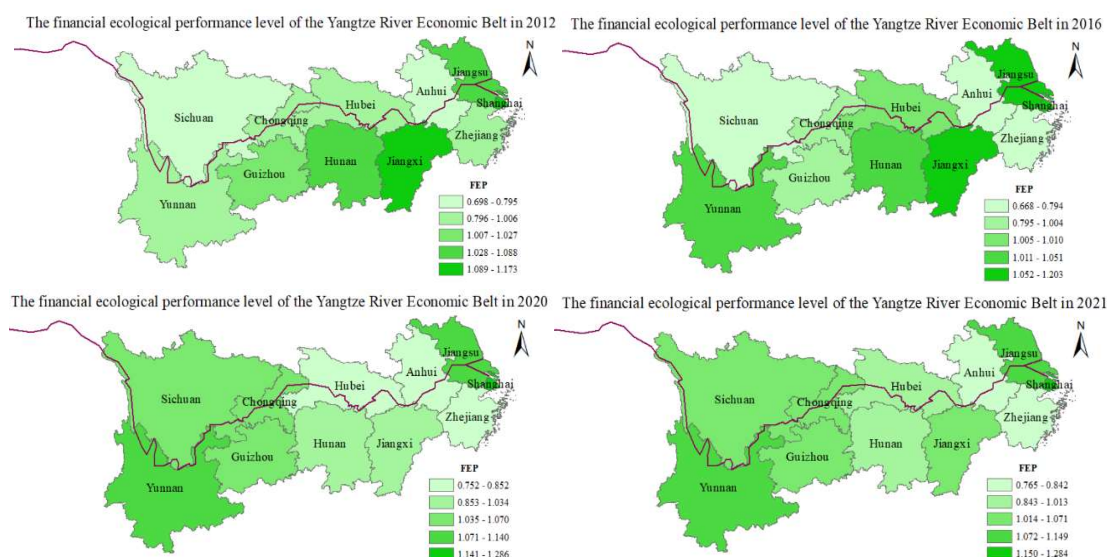 The financial ecological performance level of the Yangtze River Economic Belt in 2012
N
Jiangsu
Anhui
Shanghai
Hubei
Sichuan
Chongqing
Zhejiang
Guizhou
Hunan
Jiangxi
Yunnan
FEP
0.698 - 0.795
0.796 - 1.006
1.007 - 1.027
1.028 - 1.088
1.089 - 1.173
The financial ecological performance level of the Yangtze River Economic Belt in 2016
N
Jiangsu
Anhui
Shanghai
Hubei
Sichuan
Chongqing
Zhejiang
Guizhou
Hunan
Jiangxi
Yunnan
FEP
0.668 - 0.794
0.795 - 1.004
1.005 - 1.010
1.011 - 1.051
1.052 - 1.203
The financial ecological performance level of the Yangtze River Economic Belt in 2020
N
Jiangsu
Anhui
Shanghai
Hubei
Sichuan
Chongqing
Zhejiang
Guizhou
Hunan
Jiangxi
Yunnan
FEP
0.752 - 0.852
0.853 - 1.034
1.035 - 1.070
1.071 - 1.140
1.141 - 1.286
The financial ecological performance level of the Yangtze River Economic Belt in 2021
N
Jiangsu
Anhui
Shanghai
Hubei
Sichuan
Chongqing
Zhejiang
Guizhou
Hunan
Jiangxi
Yunnan
FEP
0.765 - 0.842
0.843 - 1.013
1.014 - 1.071
1.072 - 1.149
1.150 - 1.284